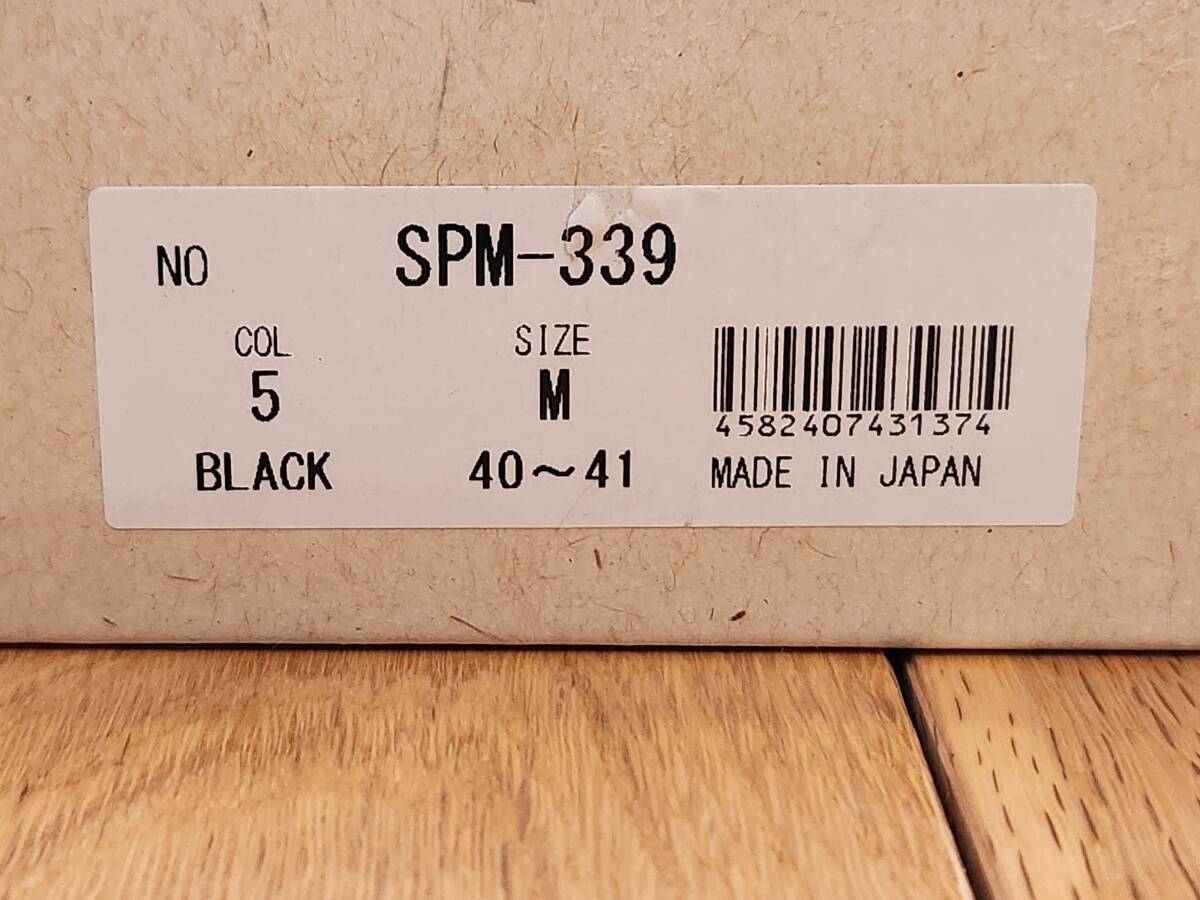 NO SPM-339
COL SIZE
5 M
4582407431374
BLACK 40～41 MADE IN JAPAN